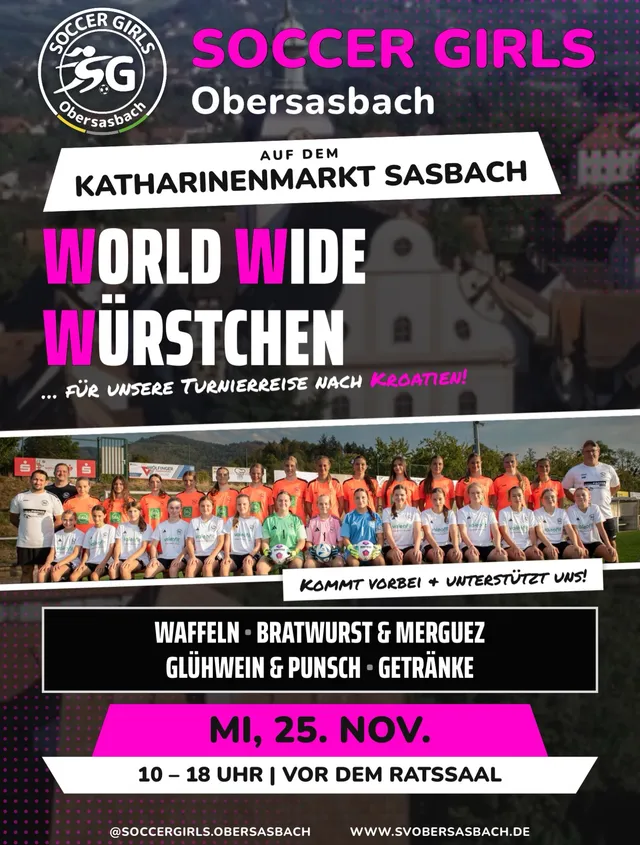 SOCCER GIRLS
SG
Obersasbach
SOCCER GIRLS
Obersasbach
AUF DEM
KATHARINENMARKT SASBACH
WORLD WIDE
WÜRSTCHEN
... FÜR UNSERE TURNIERREISE NACH KROATIEN!
KOMMT VORBEI + UNTERSTÜTZT UNS!
WAFFELN • BRATWURST & MERGUEZ
GLÜHWEIN & PUNSCH • GETRÄNKE
MI, 25. NOV.
10 – 18 UHR | VOR DEM RATSSAAL
@SOCCERGIRLS.OBERSASBACH WWW.SVOBERSASBACH.DE